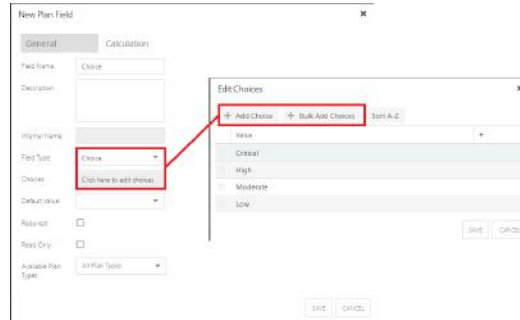 New Plan Field
General Calculation
Field Name Choice
Description
Internal Name
Field Type Choice
Choices Click here to edit choices
Default Value
Required
Read Only
Available Plan Types All Plan Types
SAVE CANCEL
Edit Choices
+ Add Choice + Bulk Add Choices Sort A-Z
Value +
Critical
High
Moderate
Low
SAVE CANCEL